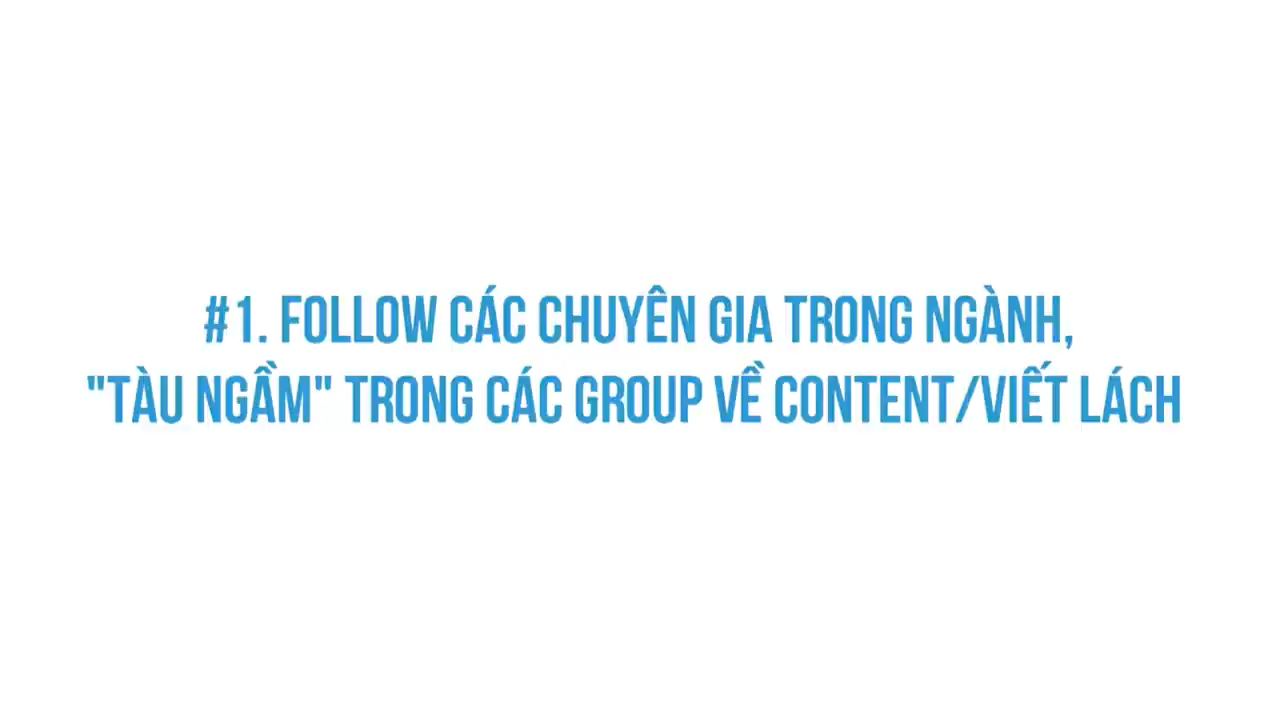 #1. FOLLOW CÁC CHUYÊN GIA TRONG NGÀNH,
"TÀU NGẦM" TRONG CÁC GROUP VỀ CONTENT/VIẾT LÁCH